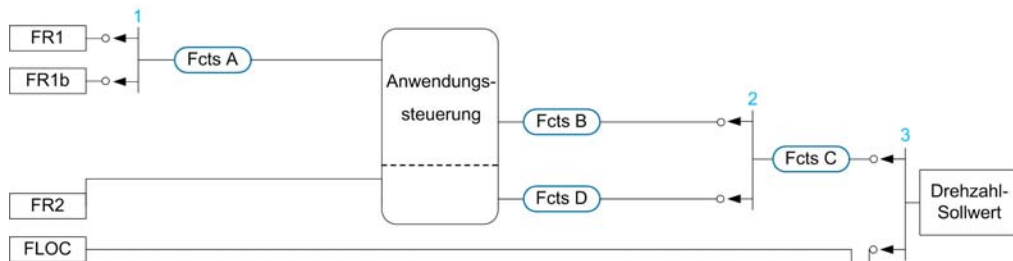 1
FR1
Fcts A
FR1b
Anwendungs-
steuerung
Fcts B
2
Fcts C
3
Fcts D
Drehzahl-
Sollwert
FR2
FLOC